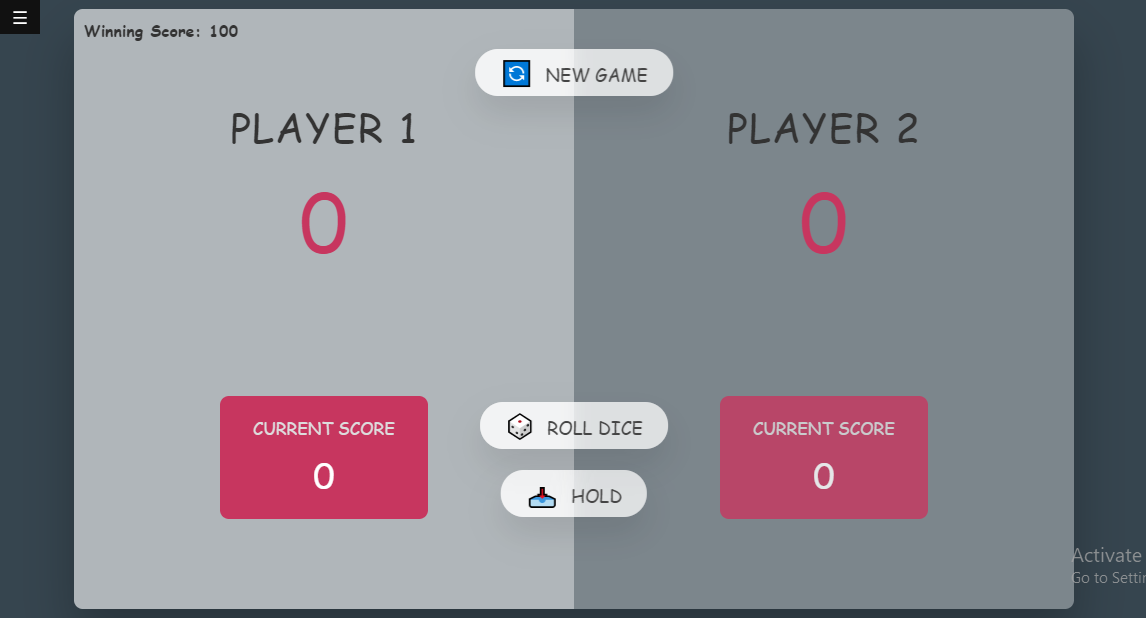 Winning Score: 100
🔄 NEW GAME
PLAYER 1
PLAYER 2
0
0
CURRENT SCORE
0
🎲 ROLL DICE
📥 HOLD
CURRENT SCORE
0
Activate
Go to Settin